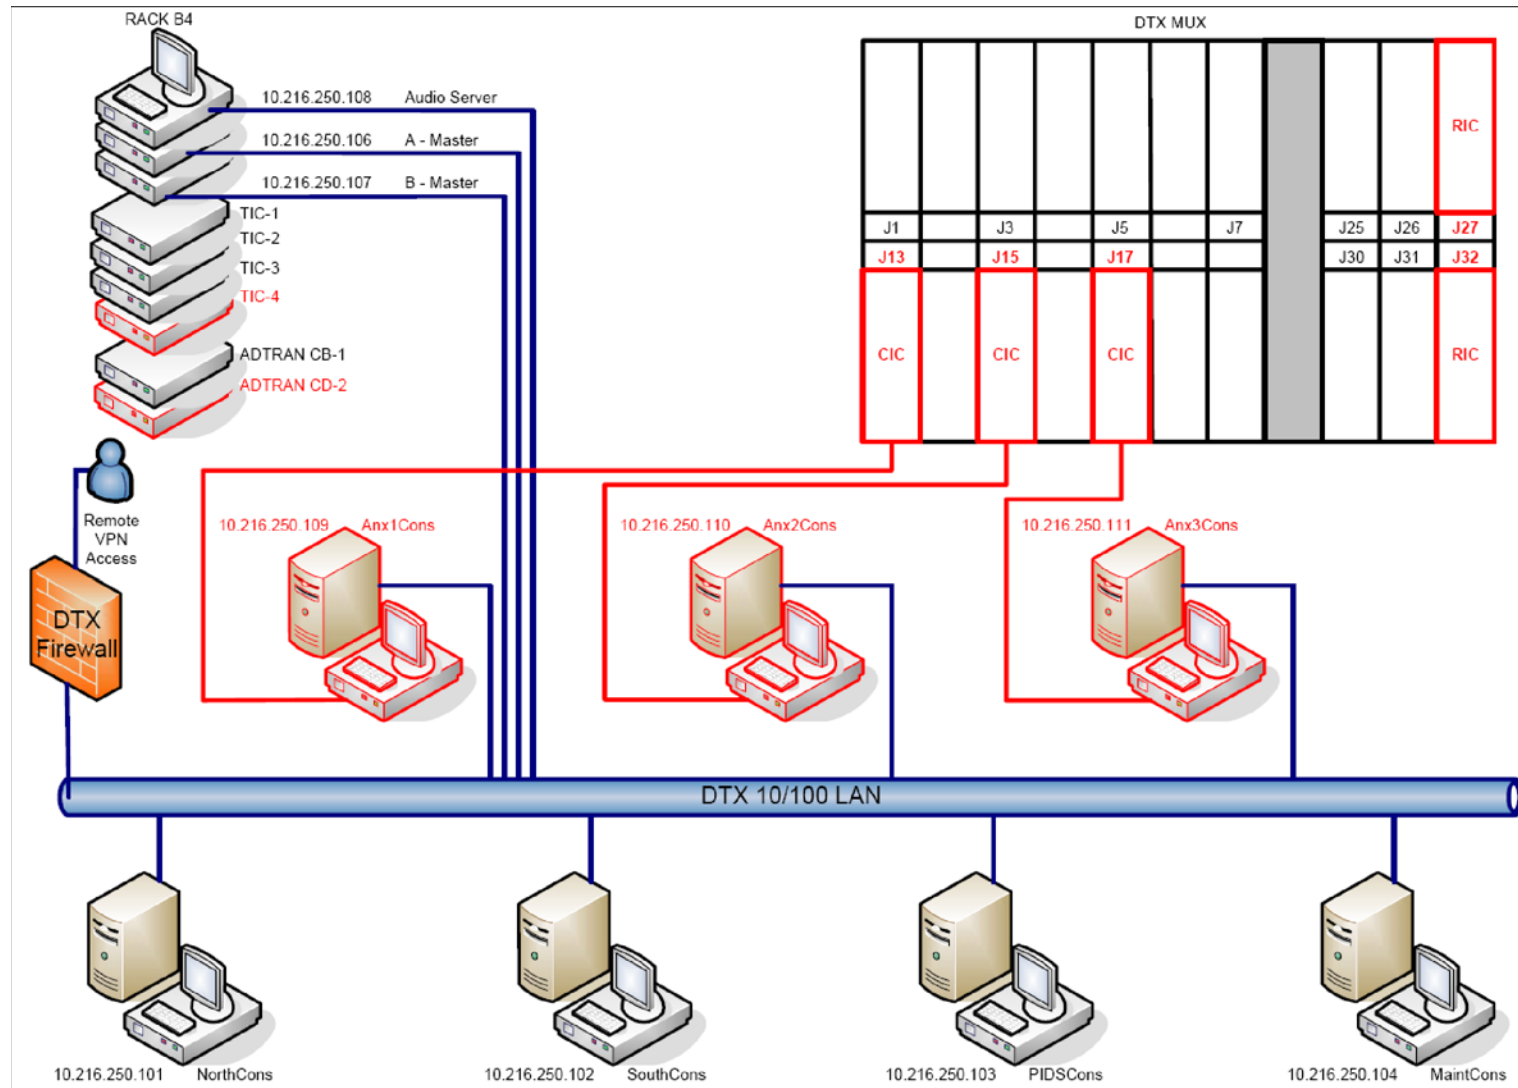 RACK B4
DTX MUX
10.216.250.108 Audio Server
10.216.250.106 A - Master
10.216.250.107 B - Master
TIC-1
TIC-2
TIC-3
TIC-4
ADTRAN CB-1
ADTRAN CD-2
RIC
J1 J3 J5 J7 J25 J26 J27
J13 J15 J17 J30 J31 J32
CIC CIC CIC RIC
Remote
VPN
Access
DTX
Firewall
10.216.250.109 Anx1Cons
10.216.250.110 Anx2Cons
10.216.250.111 Anx3Cons
DTX 10/100 LAN
10.216.250.101 NorthCons
10.216.250.102 SouthCons
10.216.250.103 PIDSCons
10.216.250.104 MaintCons